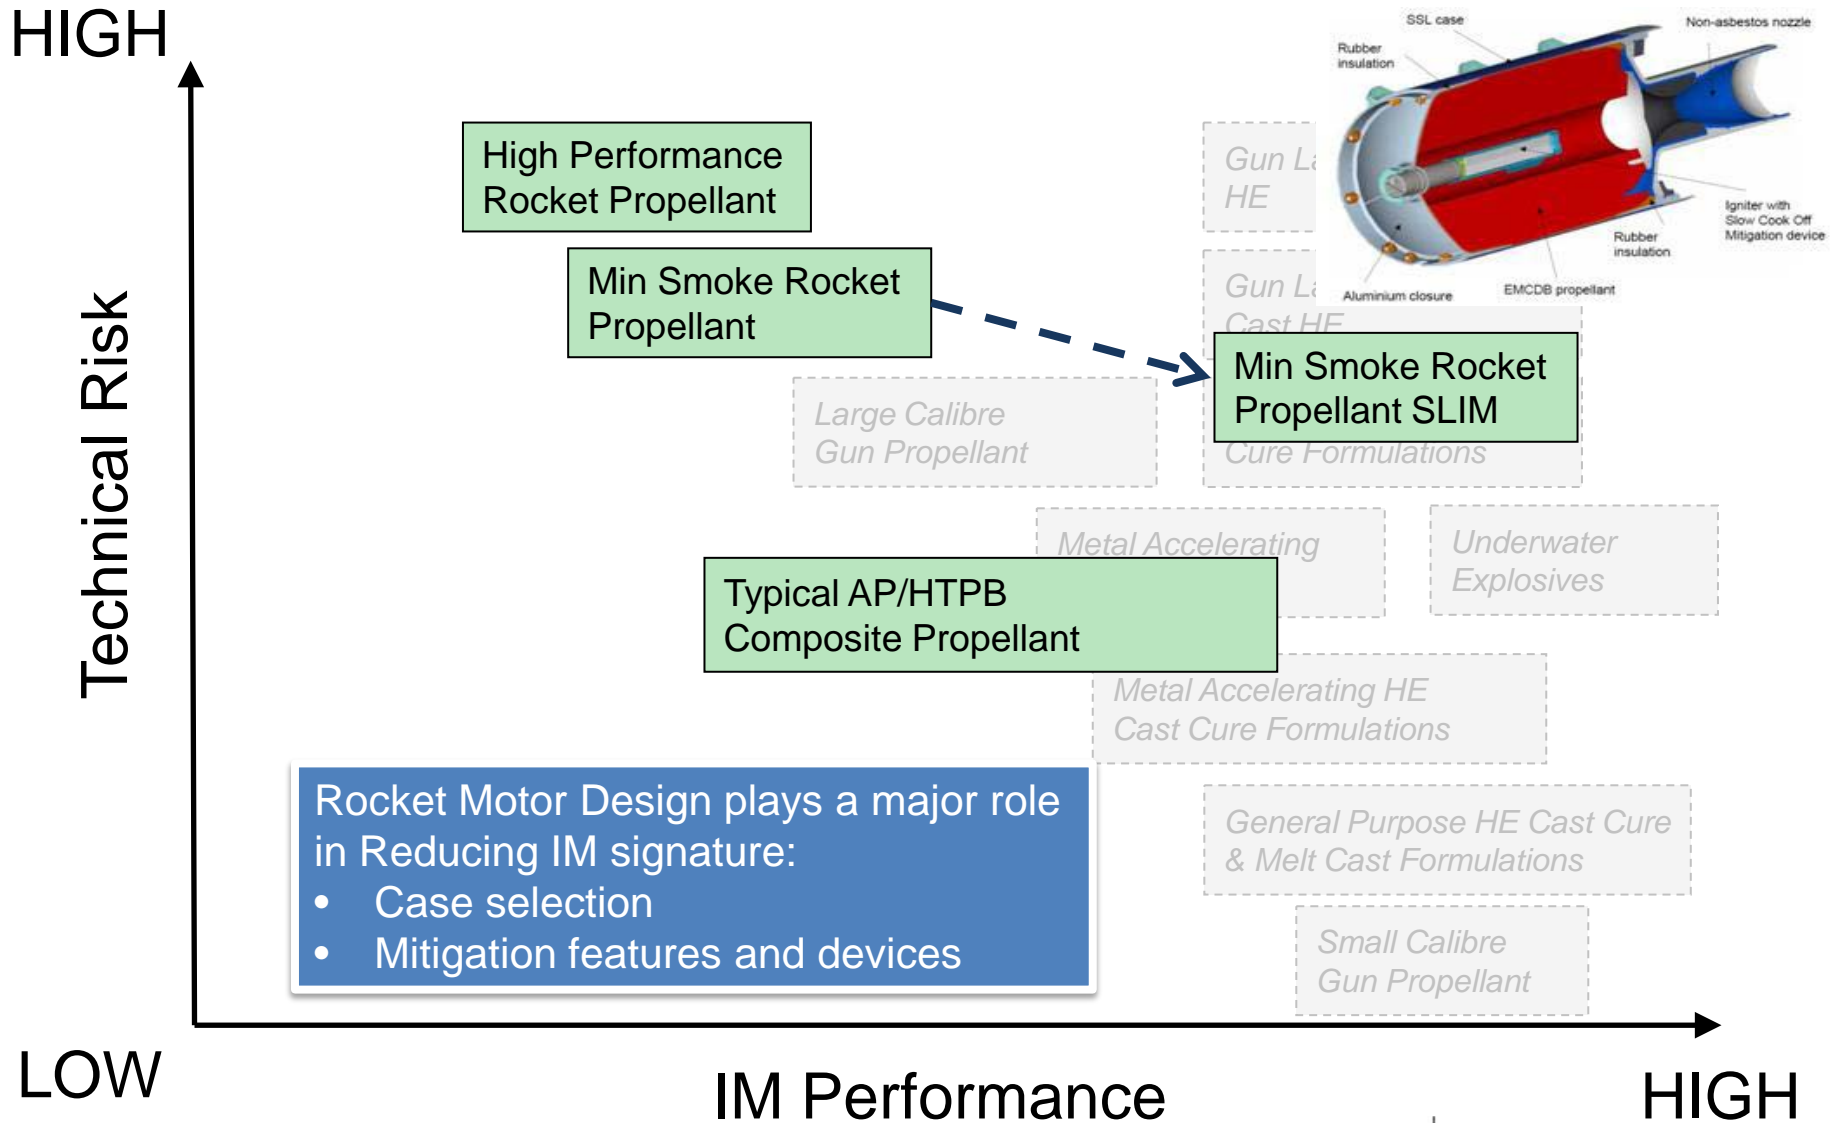 HIGH
SSL case
Non-asbestos nozzle
Rubber
insulation
High Performance
Rocket Propellant
Gun La
HE
Igniter with
Slow Cook Off
Mitigation device
Rubber
insulation
Min Smoke Rocket
Propellant
Gun La
Cast HE
Aluminium closure
EMCDB propellant
Technical Risk
Min Smoke Rocket
Propellant SLIM
Large Calibre
Gun Propellant
Cure Formulations
Metal Accelerating
Underwater
Explosives
Typical AP/HTPB
Composite Propellant
Metal Accelerating HE
Cast Cure Formulations
Rocket Motor Design plays a major role
in Reducing IM signature:
• Case selection
• Mitigation features and devices
General Purpose HE Cast Cure
& Melt Cast Formulations
Small Calibre
Gun Propellant
LOW
IM Performance
HIGH